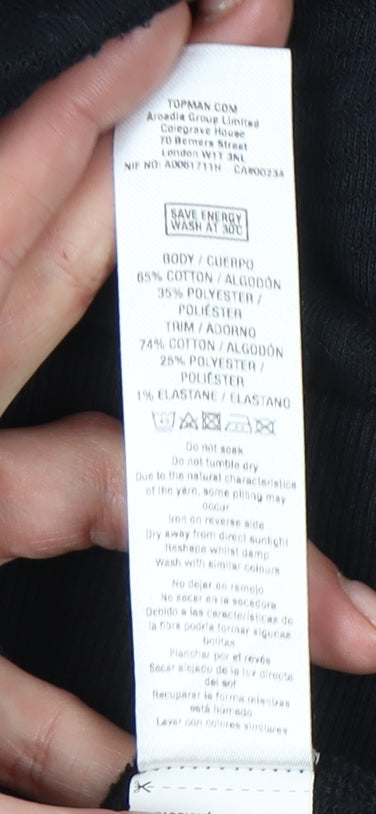 TOPMAN.COM
Arcadia Group Limited
Colegrave House
70 Berners Street
London W1T 3NL
NIF NO: A0061711H CA#00234
SAVE ENERGY
WASH AT 30C
BODY / CUERPO
65% COTTON / ALGODÓN
35% POLYESTER /
POLIÉSTER
TRIM / ADORNO
74% COTTON / ALGODÓN
25% POLYESTER /
POLIÉSTER
1% ELASTANE / ELASTANO
40
Do not soak
Do not tumble dry
Due to the natural characteristics
of the yarn, some pilling may
occur
Iron on reverse side
Dry away from direct sunlight
Reshape whilst damp
Wash with similar colours
No dejar en remojo
No secar en la secadora
Debido a las características de
la fibra podría formar algunas
bolitas
Planchar por el revés
Secar alejado de la luz directa
del sol
Recuperar la forma mientras
está húmedo
Lavar con colores similares